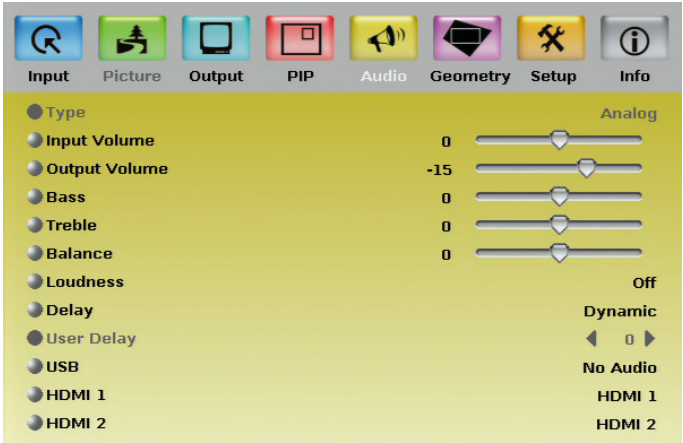 Input Picture Output PIP Audio Geometry Setup Info
Type Analog
Input Volume 0
Output Volume -15
Bass 0
Treble 0
Balance 0
Loudness Off
Delay Dynamic
User Delay 0
USB No Audio
HDMI 1 HDMI 1
HDMI 2 HDMI 2